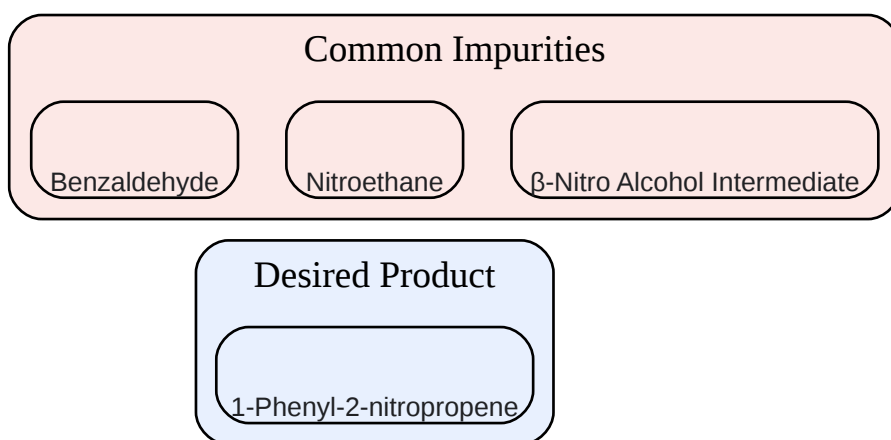 Common Impurities
Benzaldehyde
Nitroethane
β-Nitro Alcohol Intermediate
Desired Product
1-Phenyl-2-nitropropene